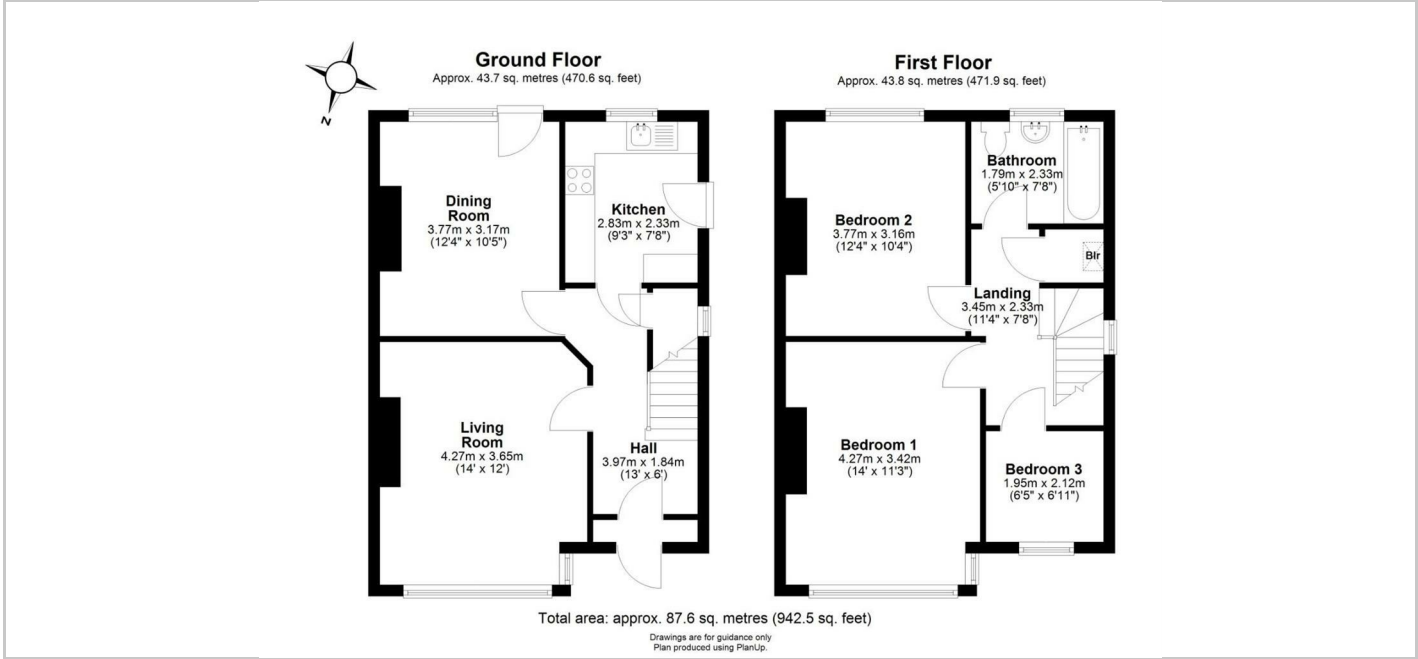 N
Ground Floor
Approx. 43.7 sq. metres (470.6 sq. feet)
Dining
Room
3.77m x 3.17m
(12'4" x 10'5")
Kitchen
2.83m x 2.33m
(9'3" x 7'8")
Living
Room
4.27m x 3.65m
(14' x 12')
Hall
3.97m x 1.84m
(13' x 6')
First Floor
Approx. 43.8 sq. metres (471.9 sq. feet)
Bathroom
1.79m x 2.33m
(5'10" x 7'8")
Bedroom 2
3.77m x 3.16m
(12'4" x 10'4")
Blr
Landing
3.45m x 2.33m
(11'4" x 7'8")
Bedroom 1
4.27m x 3.42m
(14' x 11'3")
Bedroom 3
1.95m x 2.12m
(6'5" x 6'11")
Total area: approx. 87.6 sq. metres (942.5 sq. feet)
Drawings are for guidance only
Plan produced using PlanUp.